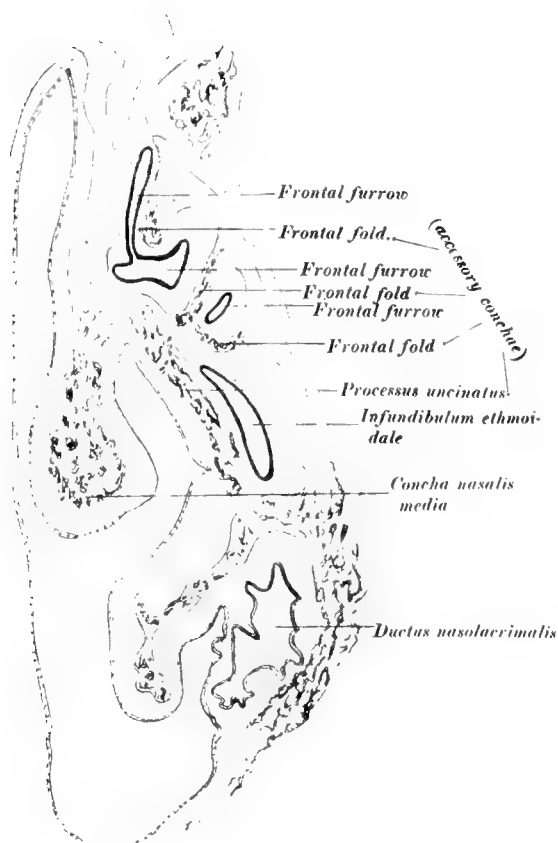 Frontal furrow
Frontal fold.
(accessory conchae)
Frontal furrow
Frontal fold
Frontal furrow
Frontal fold
Processus uncinatus
Infundibulum ethmoi-
dale
Concha nasalis
media
Ductus nasolacrimalis